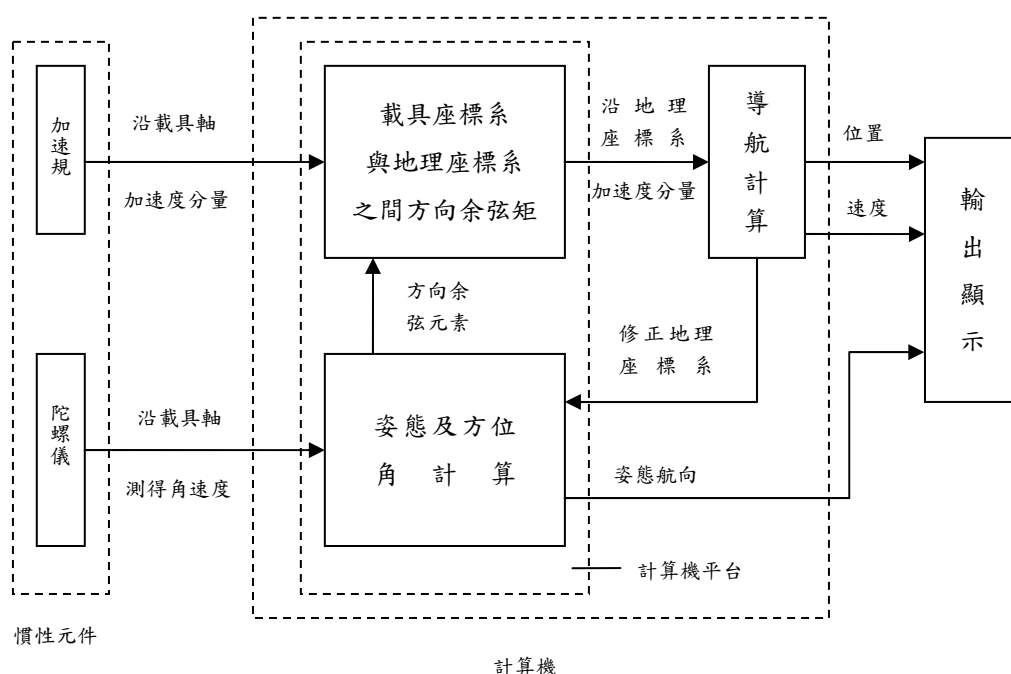 加速規
沿載具軸
加速度分量
載具座標系
與地理座標系
之間方向余弦矩
沿地理
座標系
加速度分量
導航計算
位置
速度
輸出顯示
方向余
弦元素
修正地理
座標系
陀螺儀
沿載具軸
測得角速度
姿態及方位
角計算
姿態航向
計算機平台
慣性元件
計算機